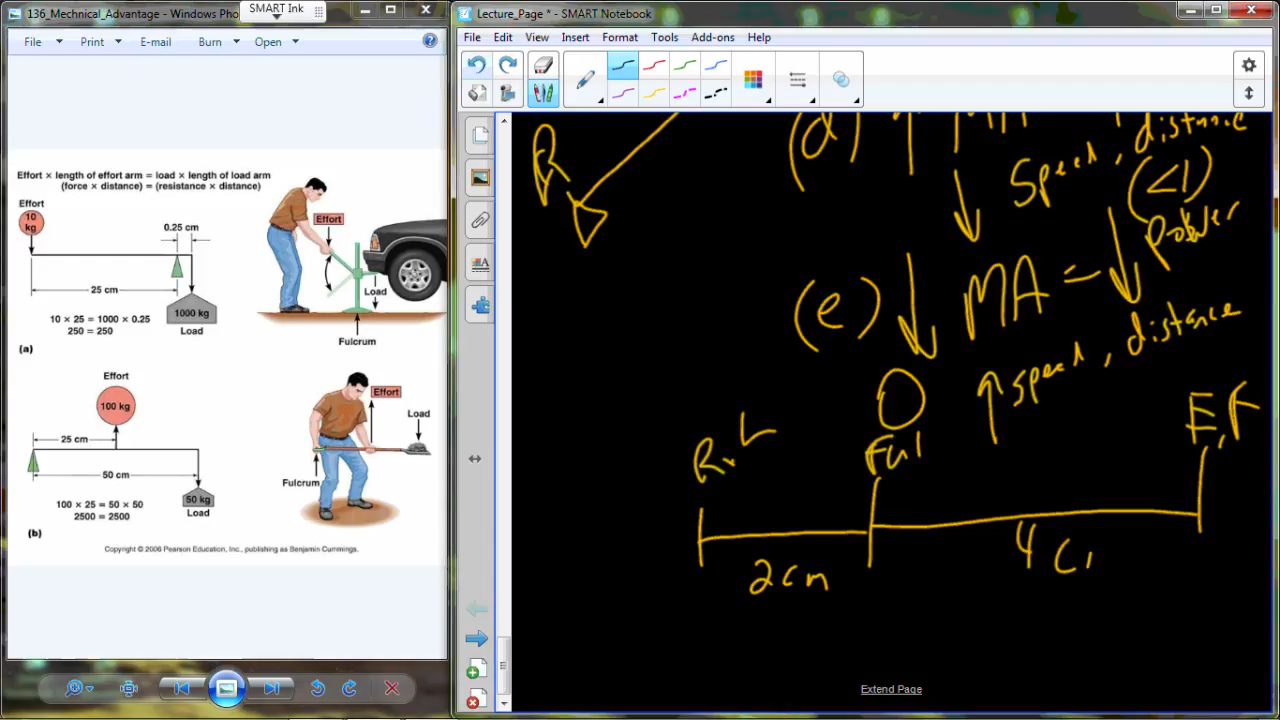 136_Mechnical_Advantage - Windows Pho
SMART Ink
File Print E-mail Burn Open
Effort × length of effort arm = load × length of load arm
(force × distance) = (resistance × distance)
Effort
10
kg
0.25 cm
25 cm
10 × 25 = 1000 × 0.25
250 = 250
1000 kg
Load
(a)
Effort
Load
Fulcrum
Effort
100 kg
25 cm
50 cm
100 × 25 = 50 × 50
2500 = 2500
50 kg
Load
(b)
Effort
Load
Fulcrum
Copyright © 2006 Pearson Education, Inc., publishing as Benjamin Cummings.
Lecture_Page * - SMART Notebook
File Edit View Insert Format Tools Add-ons Help
R
(d) ↑ MA
Speed, distance
(<1)
(e) ↓ MA = ↓ power
↑ speed, distance
R, L
Ful
E, F
2cm
4 c
Extend Page